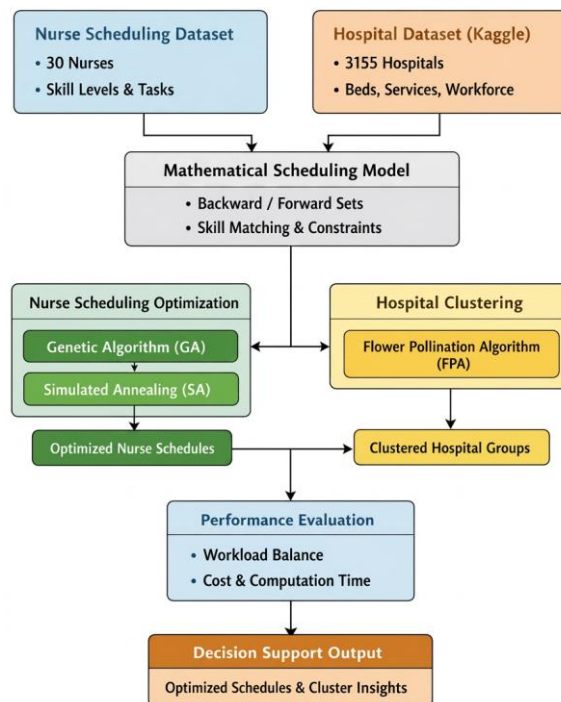 Nurse Scheduling Dataset
• 30 Nurses
• Skill Levels & Tasks
Hospital Dataset (Kaggle)
• 3155 Hospitals
• Beds, Services, Workforce
Mathematical Scheduling Model
• Backward / Forward Sets
• Skill Matching & Constraints
Nurse Scheduling Optimization
Genetic Algorithm (GA)
Simulated Annealing (SA)
Optimized Nurse Schedules
Hospital Clustering
Flower Pollination Algorithm
(FPA)
Clustered Hospital Groups
Performance Evaluation
• Workload Balance
• Cost & Computation Time
Decision Support Output
Optimized Schedules & Cluster Insights